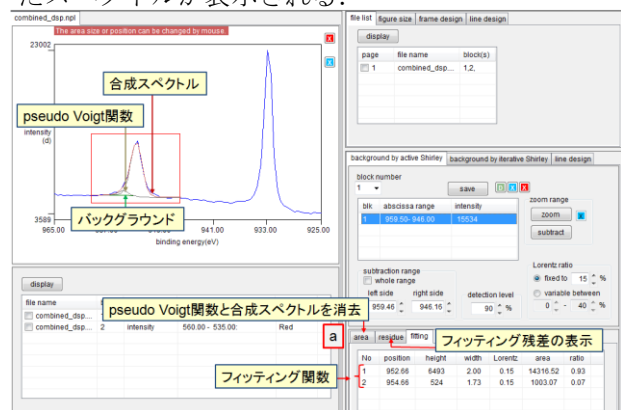 たスペクトルが表示される.
combined_dsp.npl
The area size or position can be changed by mouse.
23002
intensity
(d)
3589
965.00
941.00
933.00
925.00
binding energy(eV)
合成スペクトル
pseudo Voigt関数
バックグラウンド
file list figure size frame design line design
display
page file name block(s)
1 combined_dsp... 1,2,
background by active Shirley background by iterative Shirley line design
block number
1 save
blk abscissa range intensity
1 959.50- 946.00 15534
zoom range
zoom
subtract
subtraction range
whole range
left side right side detection level
959.46 946.16 90 %
Lorentz ratio
fixed to 15 %
variable between
0 - 40 %
display
file name
combined_dsp...
combined_dsp... 2 intensity 560.00 - 535.00: Red
pseudo Voigt関数と合成スペクトルを消去
a
area residue fitting
フィッティング残差の表示
フィッティング関数
No position height width Lorentz area ratio
1 952.66 6493 2.00 0.15 14316.52 0.93
2 954.66 524 1.73 0.15 1003.07 0.07